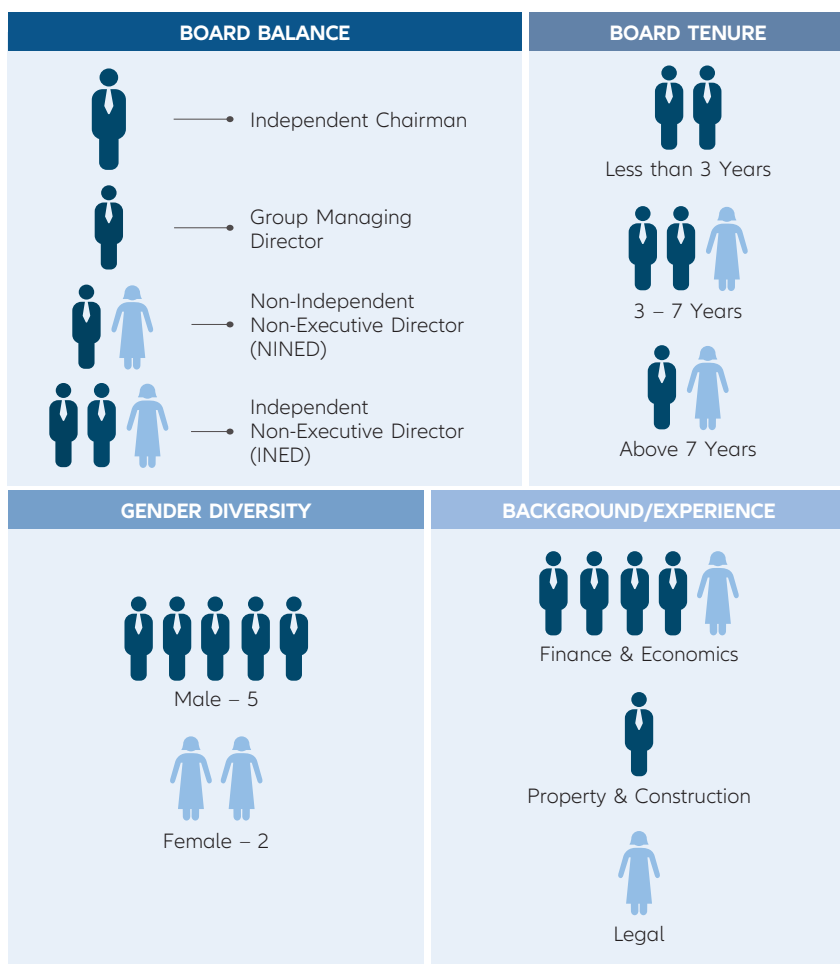 BOARD BALANCE
Independent Chairman
Group Managing
Director
Non-Independent
Non-Executive Director
(NINED)
Independent
Non-Executive Director
(INED)
BOARD TENURE
Less than 3 Years
3 – 7 Years
Above 7 Years
GENDER DIVERSITY
Male – 5
Female – 2
BACKGROUND/EXPERIENCE
Finance & Economics
Property & Construction
Legal